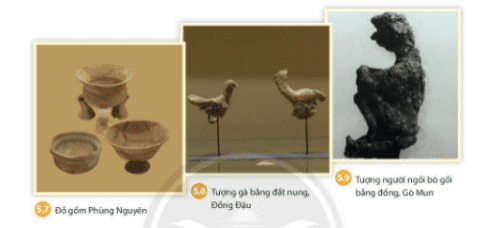 5.7 Đồ gốm Phùng Nguyên
5.8 Tượng gà bằng đất nung,
Đồng Đậu
5.9 Tượng người ngồi bó gối
bằng đồng, Gò Mun